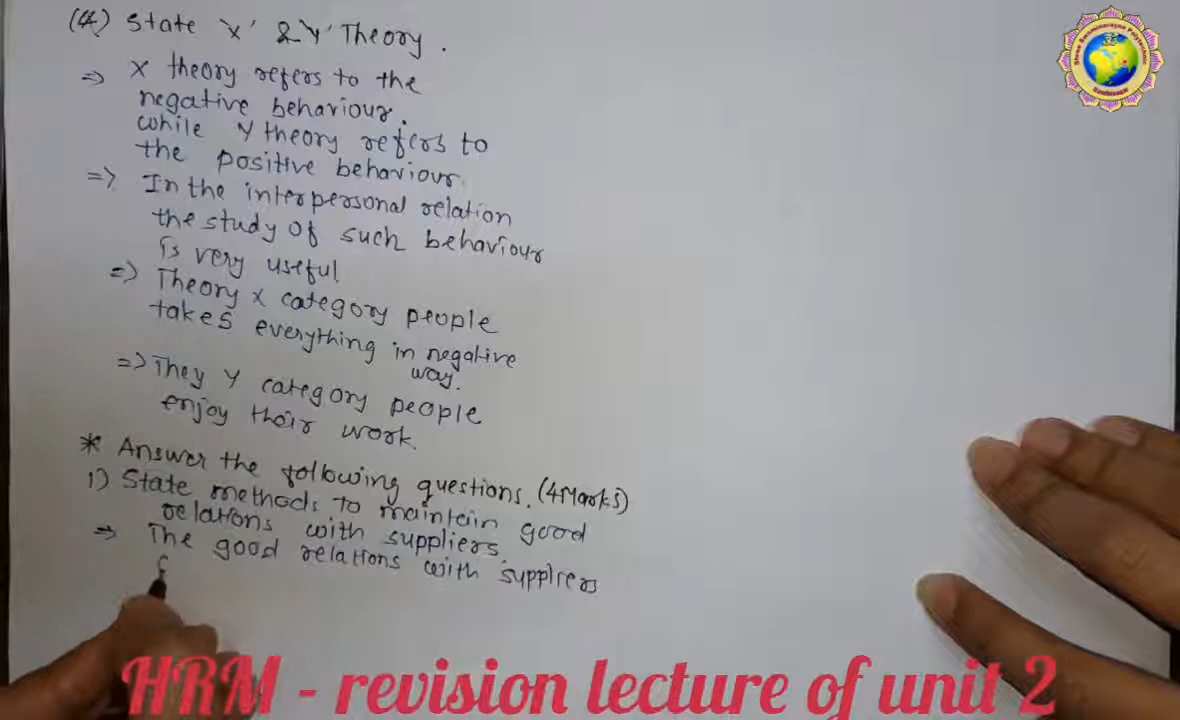 (4) State 'X' & 'Y' Theory.
=> X theory refers to the
negative behaviour.
while Y theory refers to
the positive behaviour.
=> In the interpersonal relation
the study of such behaviour
is very useful
=> Theory X category people
takes everything in negative
way.
=> They Y category people
enjoy their work.
* Answer the following questions. (4Marks)
1) State methods to maintain good
relations with suppliers.
=> The good relations with suppliers
HRM - revision lecture of unit 2
Shree Swaminarayan Polytechnic